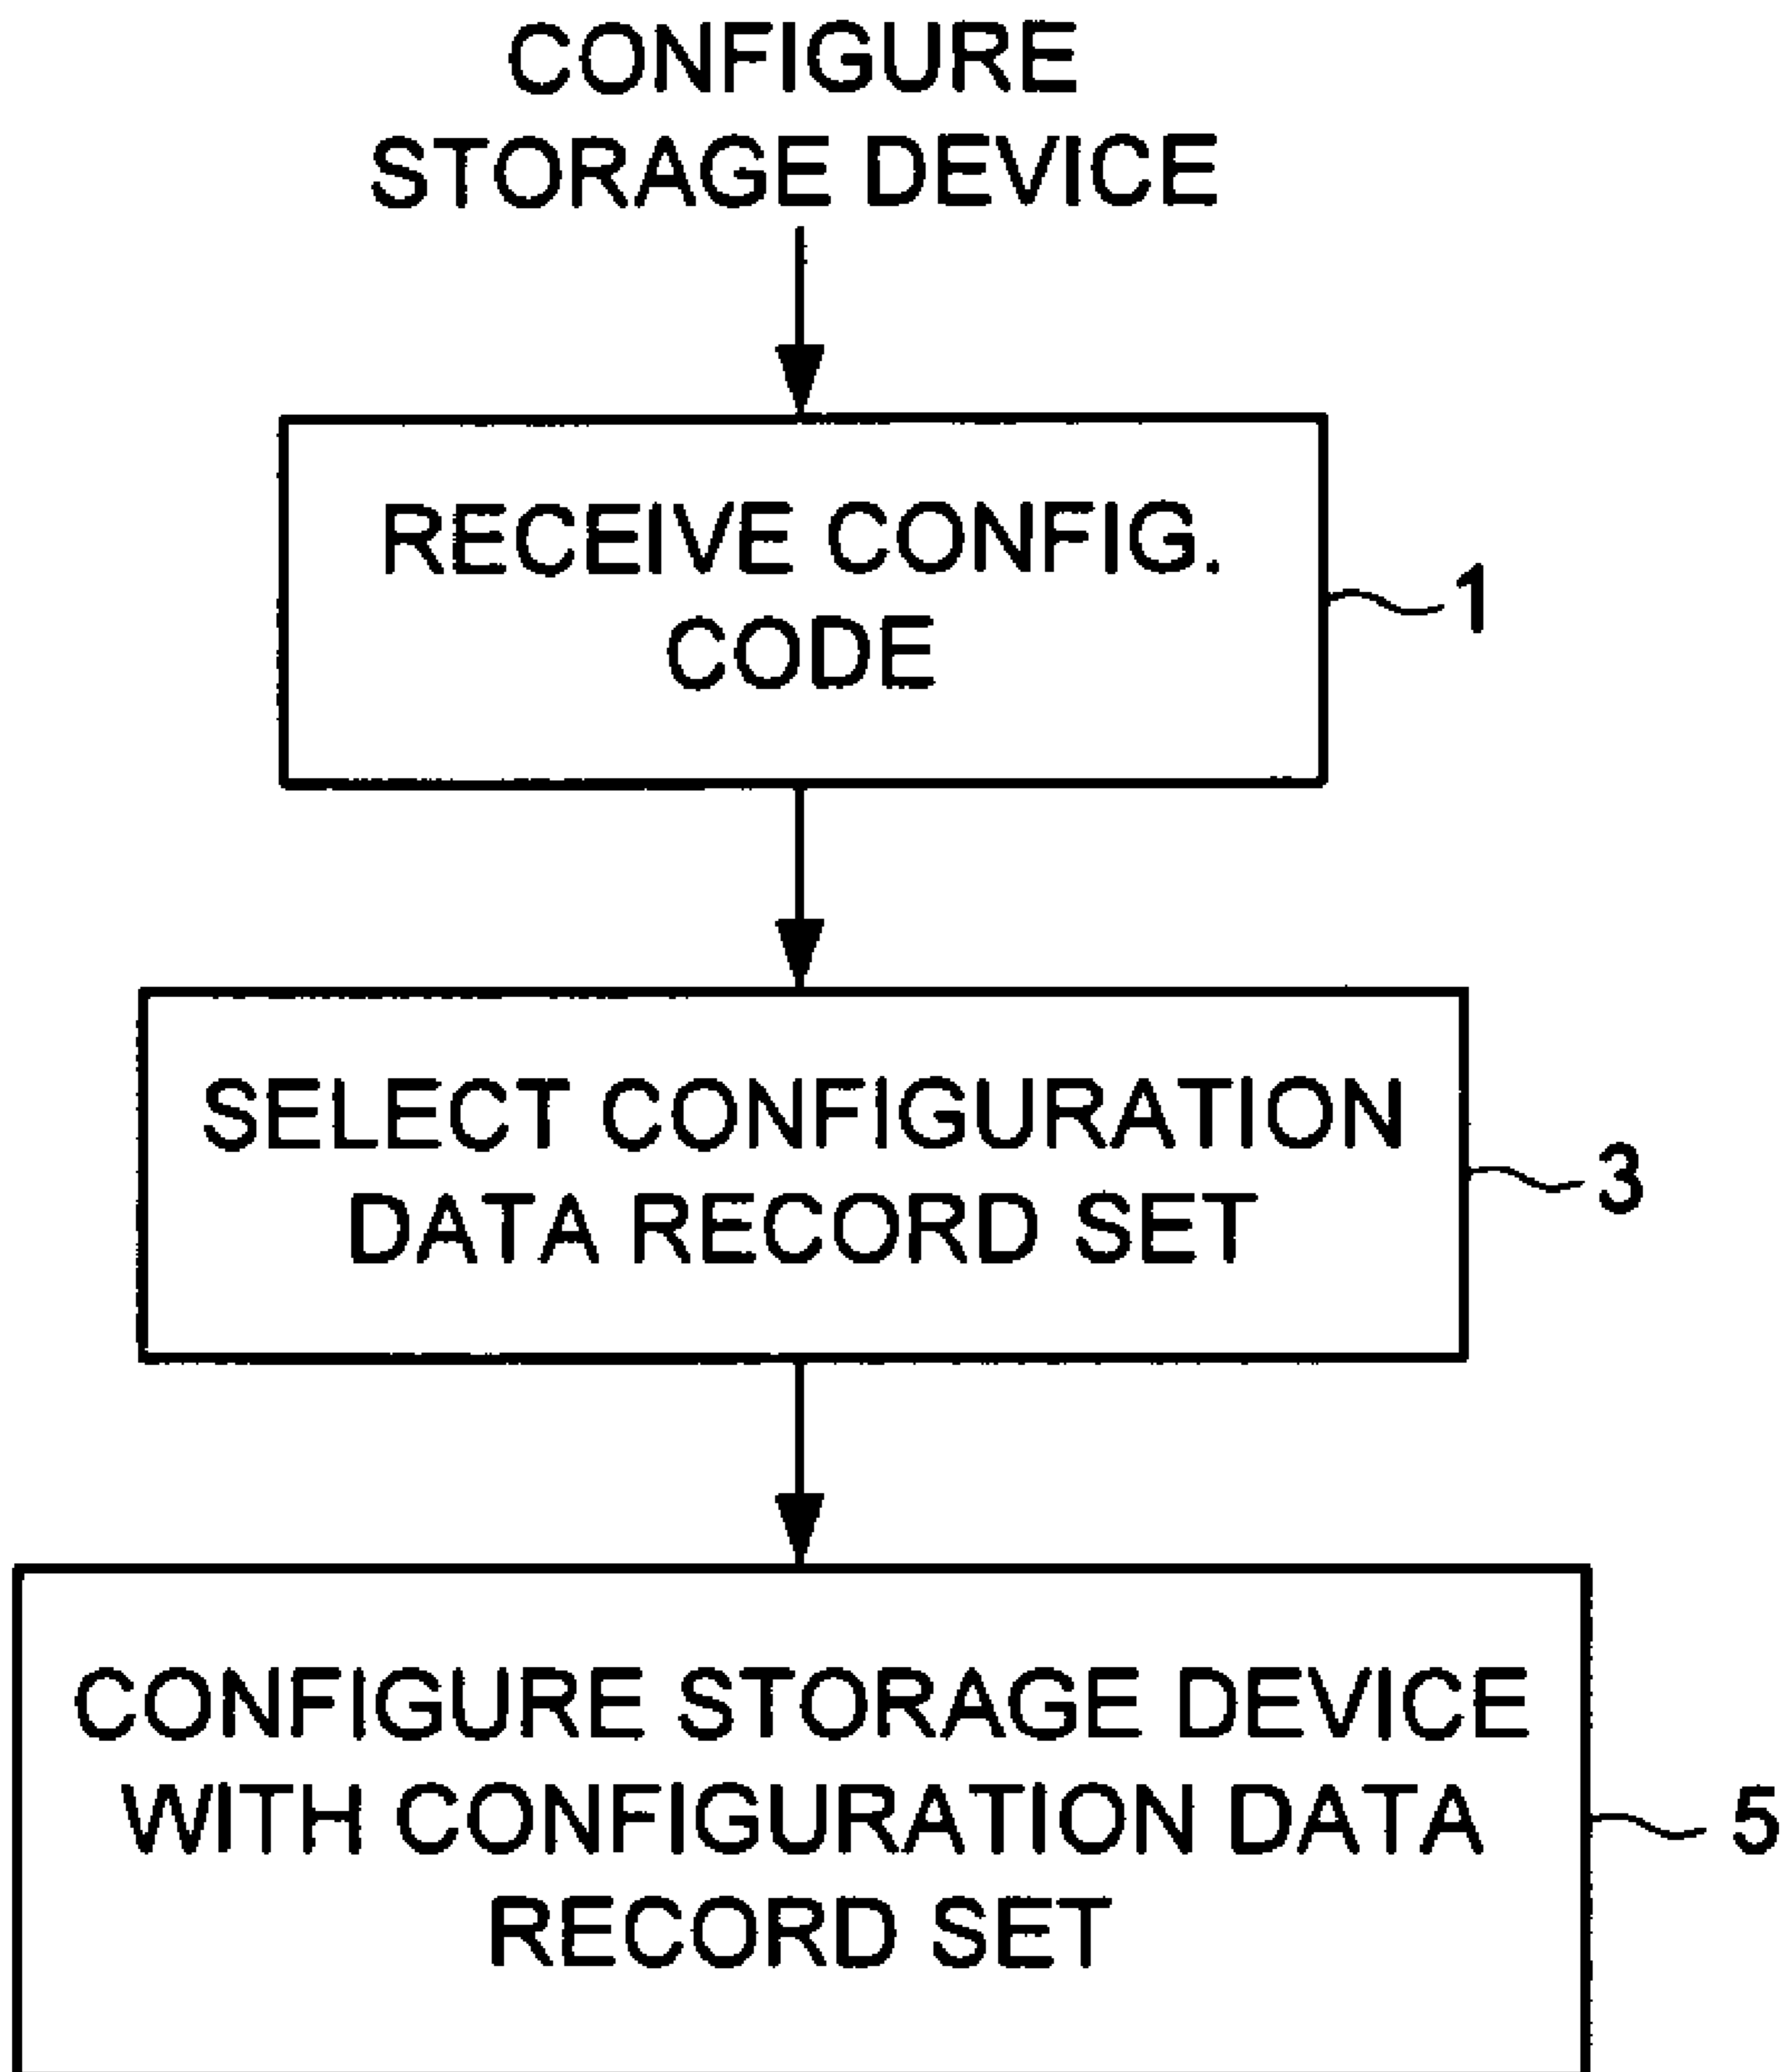 CONFIGURE
STORAGE DEVICE
RECEIVE CONFIG.
CODE
1
SELECT CONFIGURATION
DATA RECORD SET
3
CONFIGURE STORAGE DEVICE
WITH CONFIGURATION DATA
RECORD SET
5